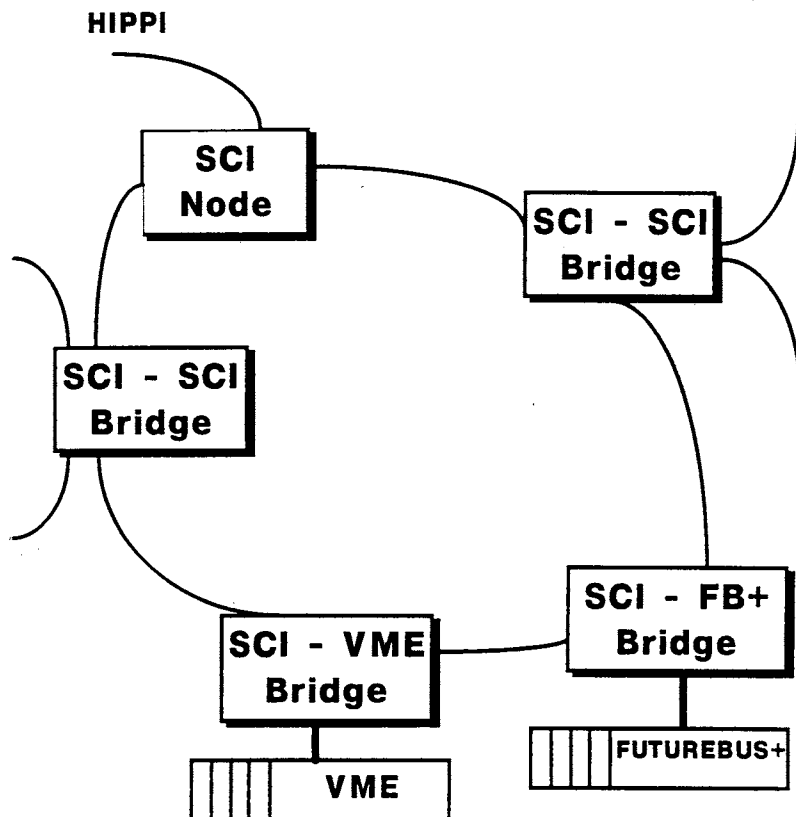 HIPPI
SCI
Node
SCI - SCI
Bridge
SCI - SCI
Bridge
SCI - FB+
Bridge
SCI - VME
Bridge
FUTUREBUS+
VME